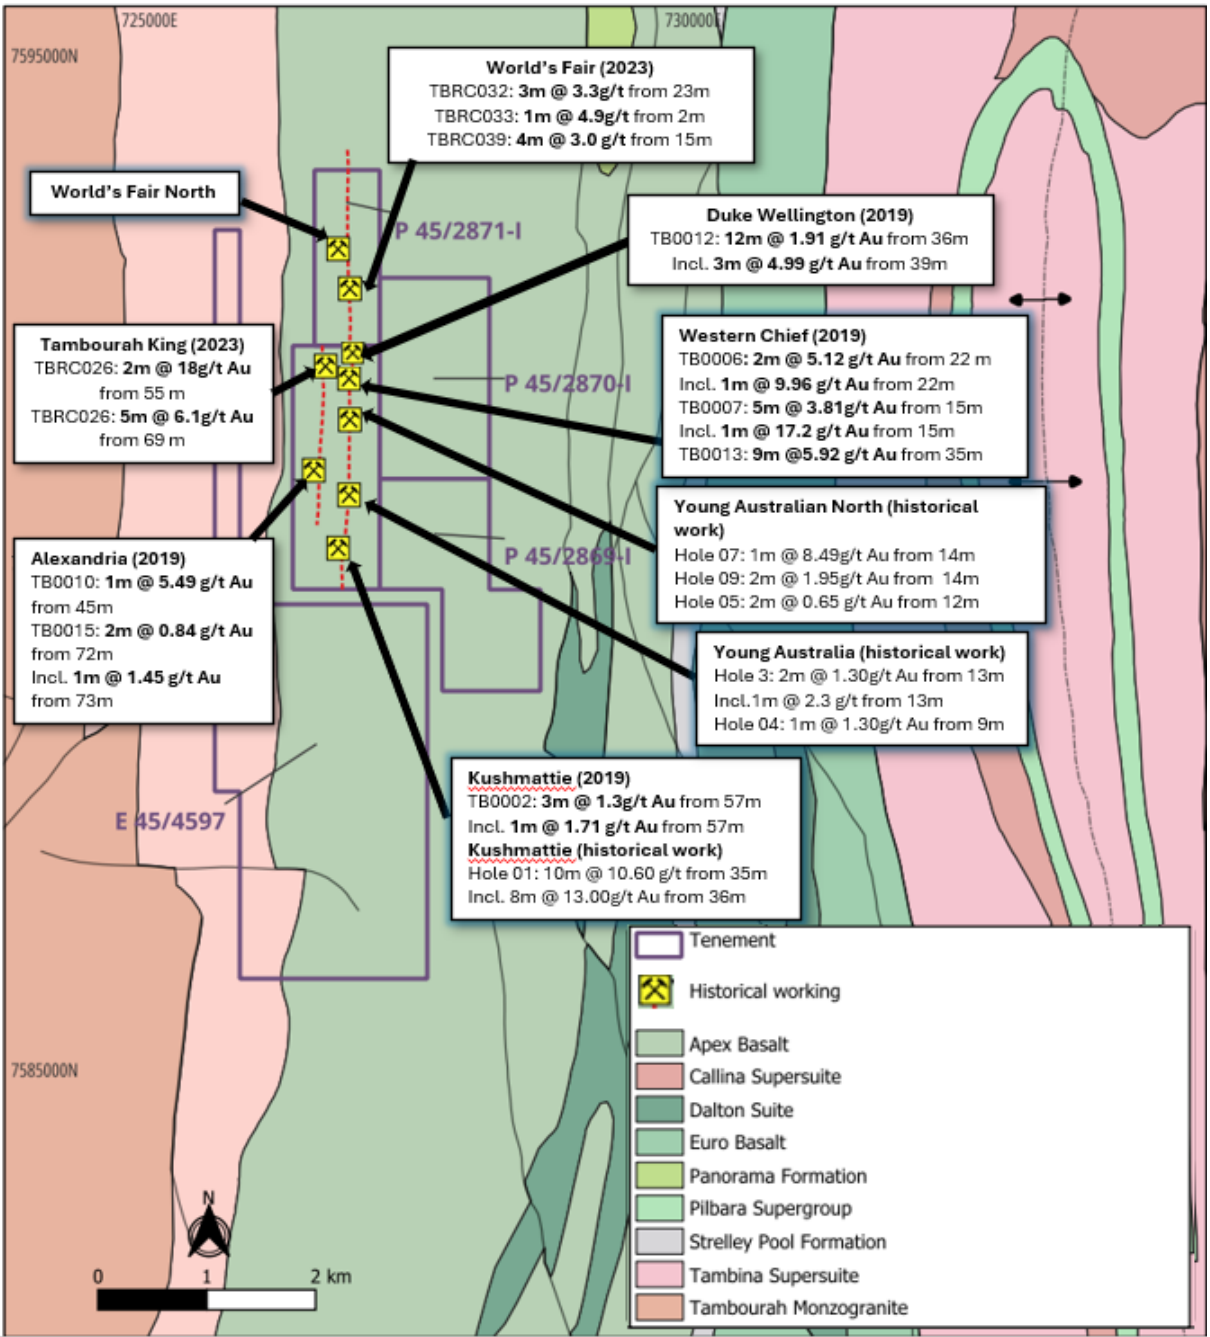 725000E
730000E
7595000N
World's Fair (2023)
TBRC032: 3m @ 3.3g/t from 23m
TBRC033: 1m @ 4.9g/t from 2m
TBRC039: 4m @ 3.0 g/t from 15m
World's Fair North
P 45/2871-I
Duke Wellington (2019)
TB0012: 12m @ 1.91 g/t Au from 36m
Incl. 3m @ 4.99 g/t Au from 39m
Tambourah King (2023)
TBRC026: 2m @ 18g/t Au
from 55 m
TBRC026: 5m @ 6.1g/t Au
from 69 m
P 45/2870-I
Western Chief (2019)
TB0006: 2m @ 5.12 g/t Au from 22 m
Incl. 1m @ 9.96 g/t Au from 22m
TB0007: 5m @ 3.81g/t Au from 15m
Incl. 1m @ 17.2 g/t Au from 15m
TB0013: 9m @5.92 g/t Au from 35m
Young Australian North (historical
work)
Hole 07: 1m @ 8.49g/t Au from 14m
Hole 09: 2m @ 1.95g/t Au from 14m
Hole 05: 2m @ 0.65 g/t Au from 12m
P 45/2869-I
Alexandria (2019)
TB0010: 1m @ 5.49 g/t Au
from 45m
TB0015: 2m @ 0.84 g/t Au
from 72m
Incl. 1m @ 1.45 g/t Au
from 73m
Young Australia (historical work)
Hole 3: 2m @ 1.30g/t Au from 13m
Incl.1m @ 2.3 g/t from 13m
Hole 04: 1m @ 1.30g/t Au from 9m
Kushmattie (2019)
TB0002: 3m @ 1.3g/t Au from 57m
Incl. 1m @ 1.71 g/t Au from 57m
Kushmattie (historical work)
Hole 01: 10m @ 10.60 g/t from 35m
Incl. 8m @ 13.00g/t Au from 36m
E 45/4597
7585000N
Tenement
Historical working
Apex Basalt
Callina Supersuite
Dalton Suite
Euro Basalt
Panorama Formation
Pilbara Supergroup
Strelley Pool Formation
Tambina Supersuite
Tambourah Monzogranite
N
0 1 2 km